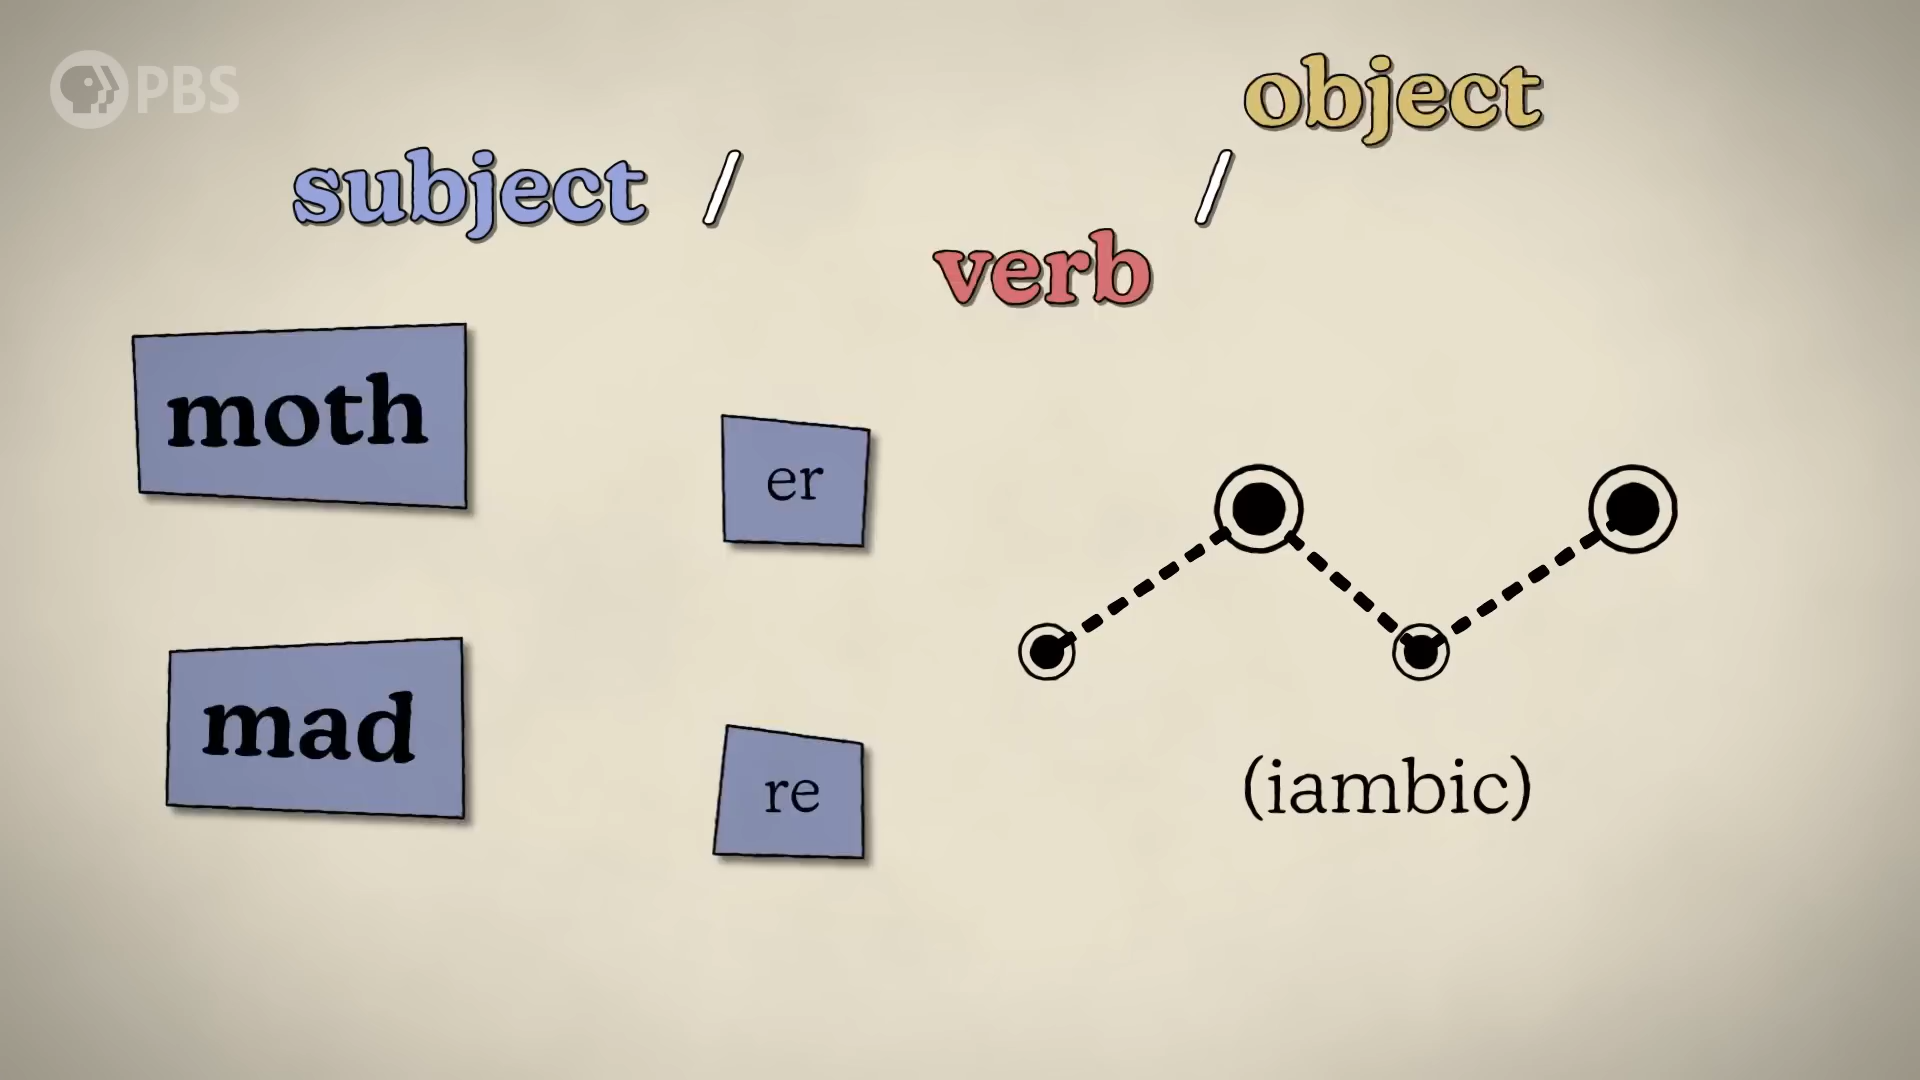 PBS
object
subject /
/
verb
moth
er
mad
re
(iambic)